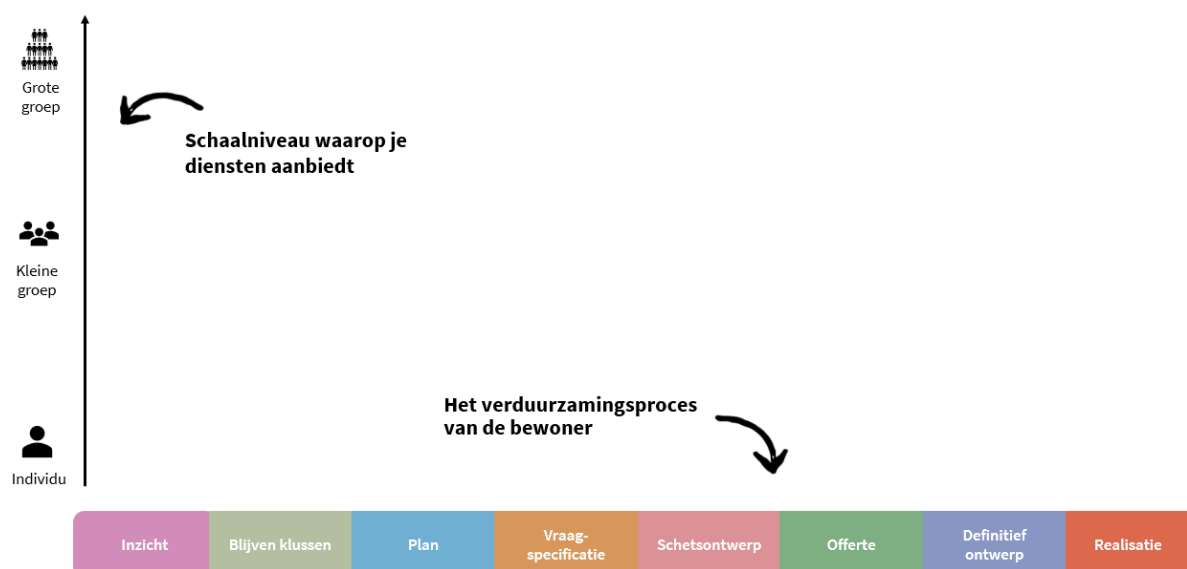 Grote
groep
Schaalniveau waarop je
diensten aanbiedt
Kleine
groep
Het verduurzamingsproces
van de bewoner
Individu
Inzicht
Blijven klussen
Plan
Vraag-
specificatie
Schetsontwerp
Offerte
Definitief
ontwerp
Realisatie